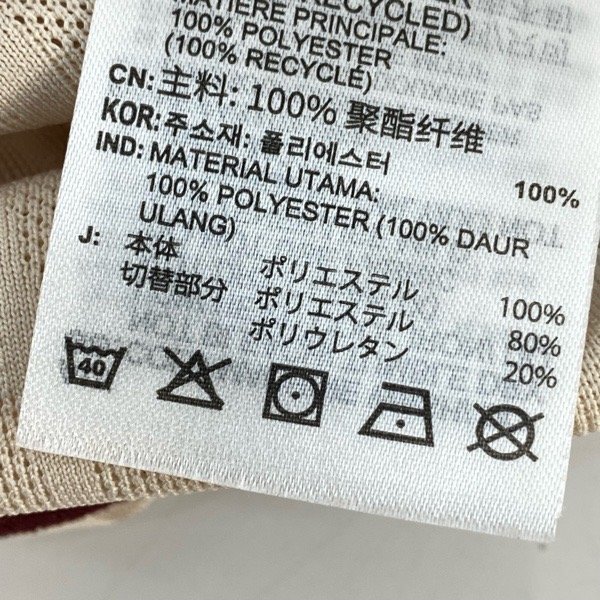 RECYCLED)
MATIÈRE PRINCIPALE:
100% POLYESTER
(100% RECYCLÉ)
CN: 主料: 100% 聚酯纤维
KOR: 주소재: 폴리에스터 100%
IND: MATERIAL UTAMA:
100% POLYESTER (100% DAUR
ULANG)
J: 本体 ポリエステル 100%
切替部分 ポリエステル 80%
ポリウレタン 20%
40